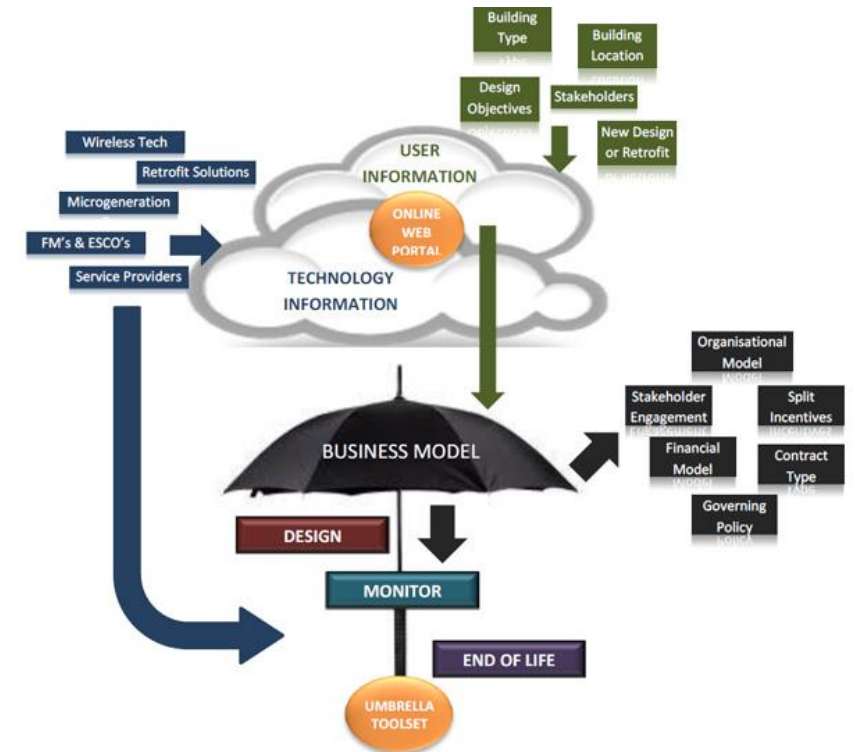 Building
Type
Building
Location
Design
Objectives
Stakeholders
New Design
or Retrofit
Wireless Tech
Retrofit Solutions
Microgeneration
FM's & ESCO's
Service Providers
USER
INFORMATION
ONLINE
WEB
PORTAL
TECHNOLOGY
INFORMATION
Organisational
Model
Stakeholder
Engagement
Split
Incentives
Financial
Model
Contract
Type
Governing
Policy
BUSINESS MODEL
DESIGN
MONITOR
END OF LIFE
UMBRELLA
TOOLSET